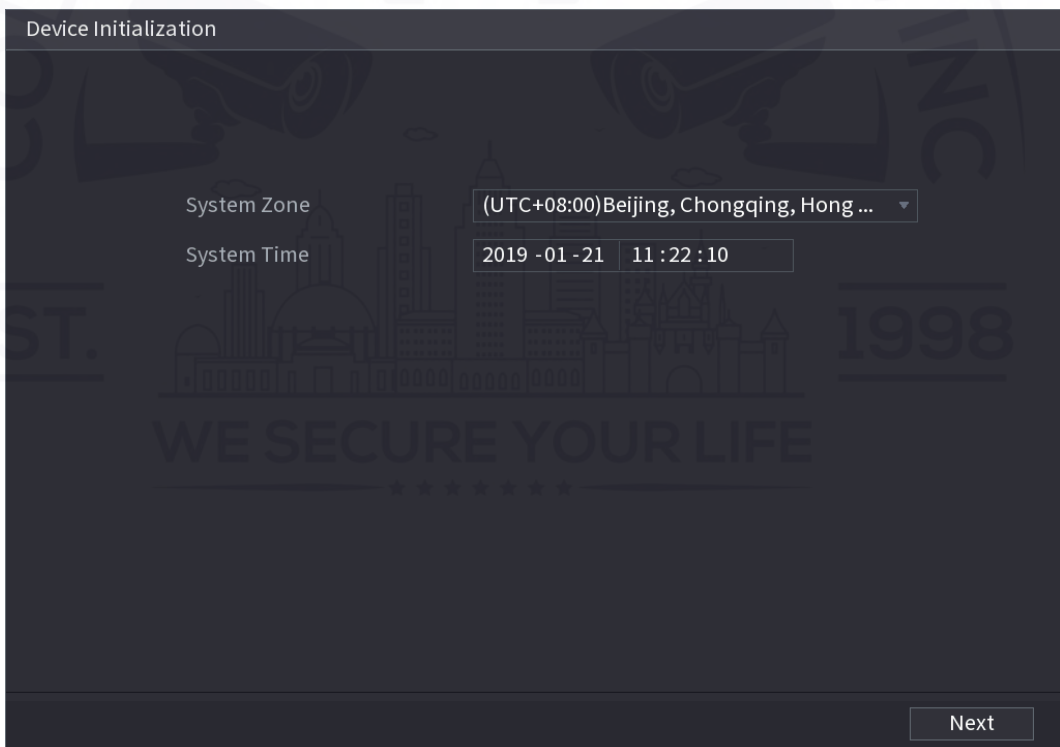 Device Initialization
INC
System Zone (UTC+08:00)Beijing, Chongqing, Hong ...
System Time 2019 -01 -21 11 :22 :10
ST. 1998
WE SECURE YOUR LIFE
Next